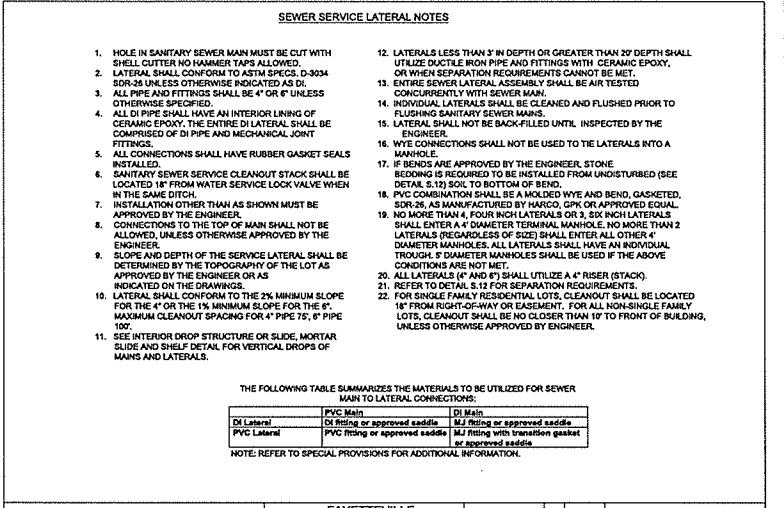 SEWER SERVICE LATERAL NOTES
1. HOLE IN SANITARY SEWER MAIN MUST BE CUT WITH
SHELL CUTTER NO HAMMER TAPS ALLOWED.
2. LATERAL SHALL CONFORM TO ASTM SPECS. D-3034
SDR-26 UNLESS OTHERWISE INDICATED AS DI.
3. ALL PIPE AND FITTINGS SHALL BE 4" OR 6" UNLESS
OTHERWISE SPECIFIED.
4. ALL DI PIPE SHALL HAVE AN INTERIOR LINING OF
CERAMIC EPOXY. THE ENTIRE DI LATERAL SHALL BE
COMPRISED OF DI PIPE AND MECHANICAL JOINT
FITTINGS.
5. ALL CONNECTIONS SHALL HAVE RUBBER GASKET SEALS
INSTALLED.
6. SANITARY SEWER SERVICE CLEANOUT STACK SHALL BE
LOCATED 18" FROM WATER SERVICE LOCK VALVE WHEN
IN THE SAME DITCH.
7. INSTALLATION OTHER THAN AS SHOWN MUST BE
APPROVED BY THE ENGINEER.
8. CONNECTIONS TO THE TOP OF MAIN SHALL NOT BE
ALLOWED, UNLESS OTHERWISE APPROVED BY THE
ENGINEER.
9. SLOPE AND DEPTH OF THE SERVICE LATERAL SHALL BE
DETERMINED BY THE TOPOGRAPHY OF THE LOT AS
APPROVED BY THE ENGINEER OR AS
INDICATED ON THE DRAWINGS.
10. LATERAL SHALL CONFORM TO THE 2% MINIMUM SLOPE
FOR THE 4" OR THE 1% MINIMUM SLOPE FOR THE 6".
MAXIMUM CLEANOUT SPACING FOR 4" PIPE 75', 6" PIPE
100'.
11. SEE INTERIOR DROP STRUCTURE OR SLIDE, MORTAR
SLIDE AND SHELF DETAIL FOR VERTICAL DROPS OF
MAINS AND LATERALS.
12. LATERALS LESS THAN 3' IN DEPTH OR GREATER THAN 20' DEPTH SHALL
UTILIZE DUCTILE IRON PIPE AND FITTINGS WITH CERAMIC EPOXY,
OR WHEN SEPARATION REQUIREMENTS CANNOT BE MET.
13. ENTIRE SEWER LATERAL ASSEMBLY SHALL BE AIR TESTED
CONCURRENTLY WITH SEWER MAIN.
14. INDIVIDUAL LATERALS SHALL BE CLEANED AND FLUSHED PRIOR TO
FLUSHING SANITARY SEWER MAINS.
15. LATERAL SHALL NOT BE BACK-FILLED UNTIL INSPECTED BY THE
ENGINEER.
16. WYE CONNECTIONS SHALL NOT BE USED TO TIE LATERALS INTO A
MANHOLE.
17. IF BENDS ARE APPROVED BY THE ENGINEER, STONE
BEDDING IS REQUIRED TO BE INSTALLED FROM UNDISTURBED (SEE
DETAIL S.12) SOIL TO BOTTOM OF BEND.
18. PVC COMBINATION SHALL BE A MOLDED WYE AND BEND, GASKETED,
SDR-26, AS MANUFACTURED BY HARCO, GPK OR APPROVED EQUAL.
19. NO MORE THAN 4, FOUR INCH LATERALS OR 3, SIX INCH LATERALS
SHALL ENTER A 4' DIAMETER TERMINAL MANHOLE. NO MORE THAN 2
LATERALS (REGARDLESS OF SIZE) SHALL ENTER ALL OTHER 4'
DIAMETER MANHOLES. ALL LATERALS SHALL HAVE AN INDIVIDUAL
TROUGH. 5' DIAMETER MANHOLES SHALL BE USED IF THE ABOVE
CONDITIONS ARE NOT MET.
20. ALL LATERALS (4" AND 6") SHALL UTILIZE A 4" RISER (STACK).
21. REFER TO DETAIL S.12 FOR SEPARATION REQUIREMENTS.
22. FOR SINGLE FAMILY RESIDENTIAL LOTS, CLEANOUT SHALL BE LOCATED
18" FROM RIGHT-OF-WAY OR EASEMENT. FOR ALL NON-SINGLE FAMILY
LOTS, CLEANOUT SHALL BE NO CLOSER THAN 10' TO FRONT OF BUILDING,
UNLESS OTHERWISE APPROVED BY ENGINEER.
THE FOLLOWING TABLE SUMMARIZES THE MATERIALS TO BE UTILIZED FOR SEWER
MAIN TO LATERAL CONNECTIONS:
PVC Main DI Main
DI Lateral DI fitting or approved saddle MJ fitting or approved saddle
PVC Lateral PVC fitting or approved saddle MJ fitting with transition gasket
or approved saddle
NOTE: REFER TO SPECIAL PROVISIONS FOR ADDITIONAL INFORMATION.
FAYETTEVILLE